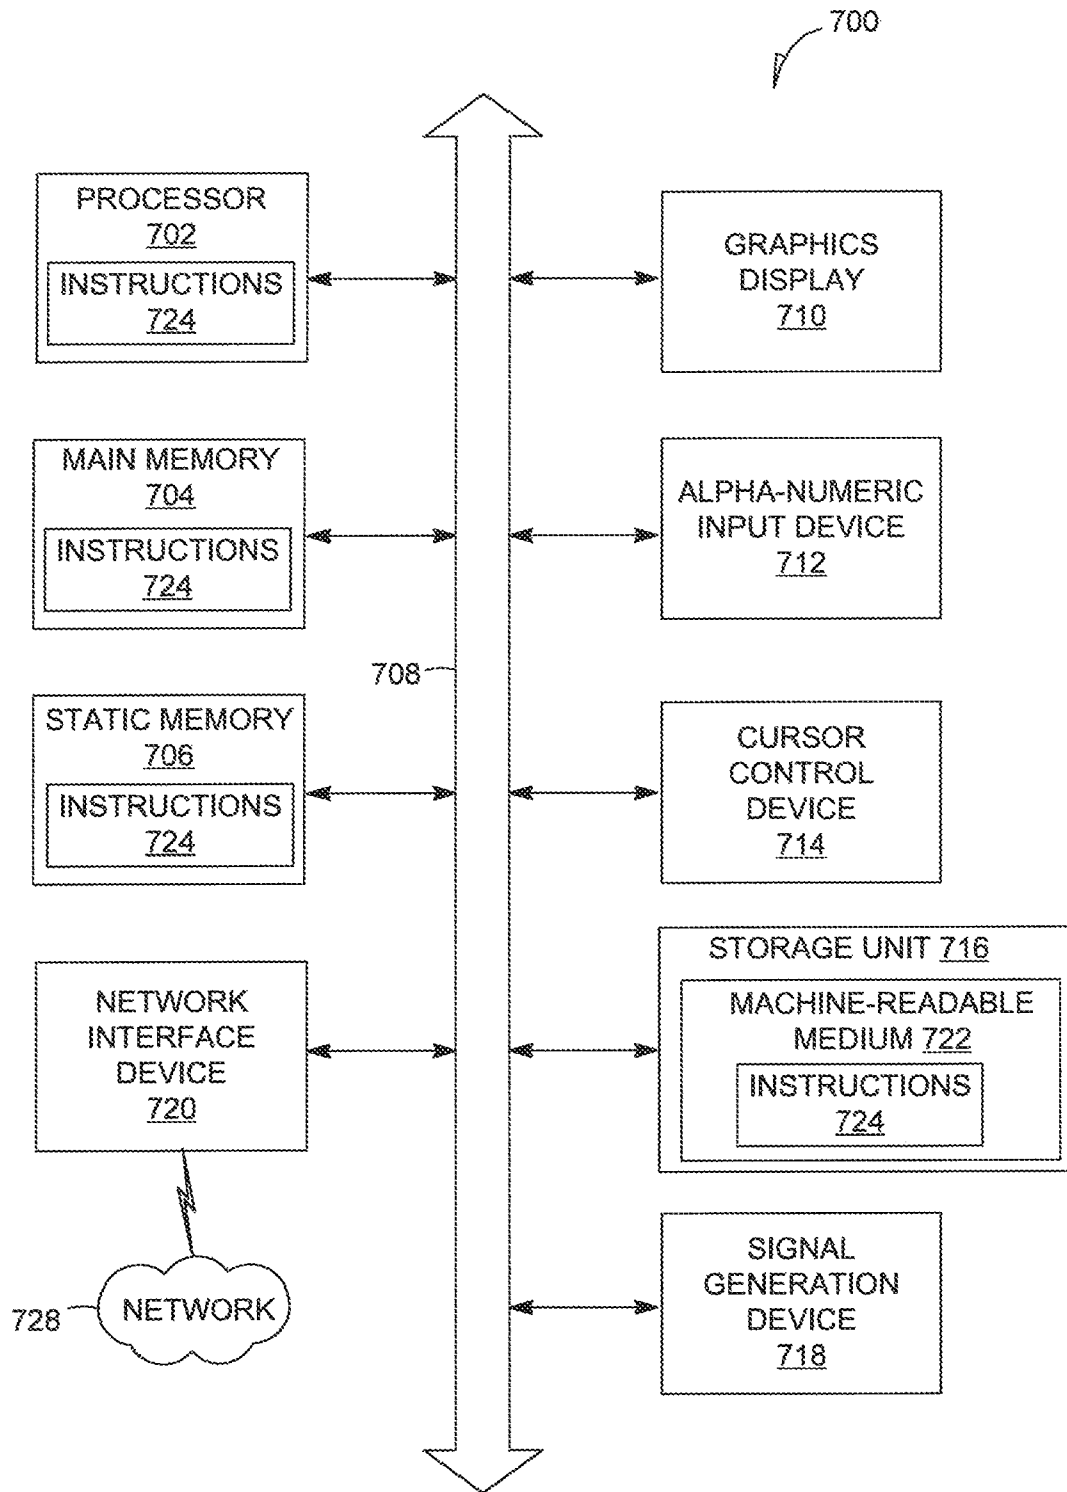 700
PROCESSOR
702
INSTRUCTIONS
724
GRAPHICS
DISPLAY
710
MAIN MEMORY
704
INSTRUCTIONS
724
ALPHA-NUMERIC
INPUT DEVICE
712
708
STATIC MEMORY
706
INSTRUCTIONS
724
CURSOR
CONTROL
DEVICE
714
NETWORK
INTERFACE
DEVICE
720
STORAGE UNIT 716
MACHINE-READABLE
MEDIUM 722
INSTRUCTIONS
724
728
NETWORK
SIGNAL
GENERATION
DEVICE
718